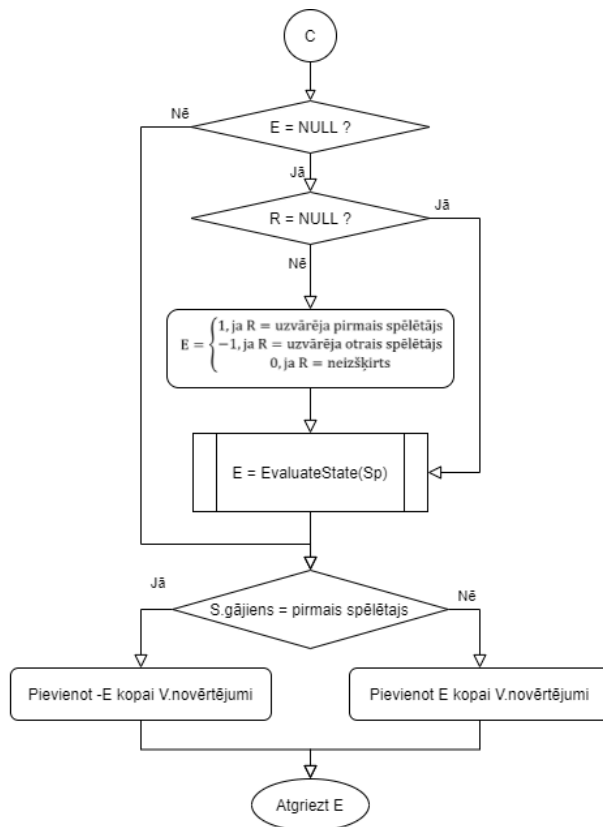 C
Nē
E = NULL ?
Jā
Jā
R = NULL ?
Nē
E = {1, ja R = uzvārēja pirmais spēlētājs
−1, ja R = uzvārēja otrais spēlētājs
0, ja R = neizšķirts
E = EvaluateState(Sp)
Jā
Nē
S.gājiens = pirmais spēlētajs
Pievienot -E kopai V.novērtējumi
Pievienot E kopai V.novērtējumi
Atgriezt E